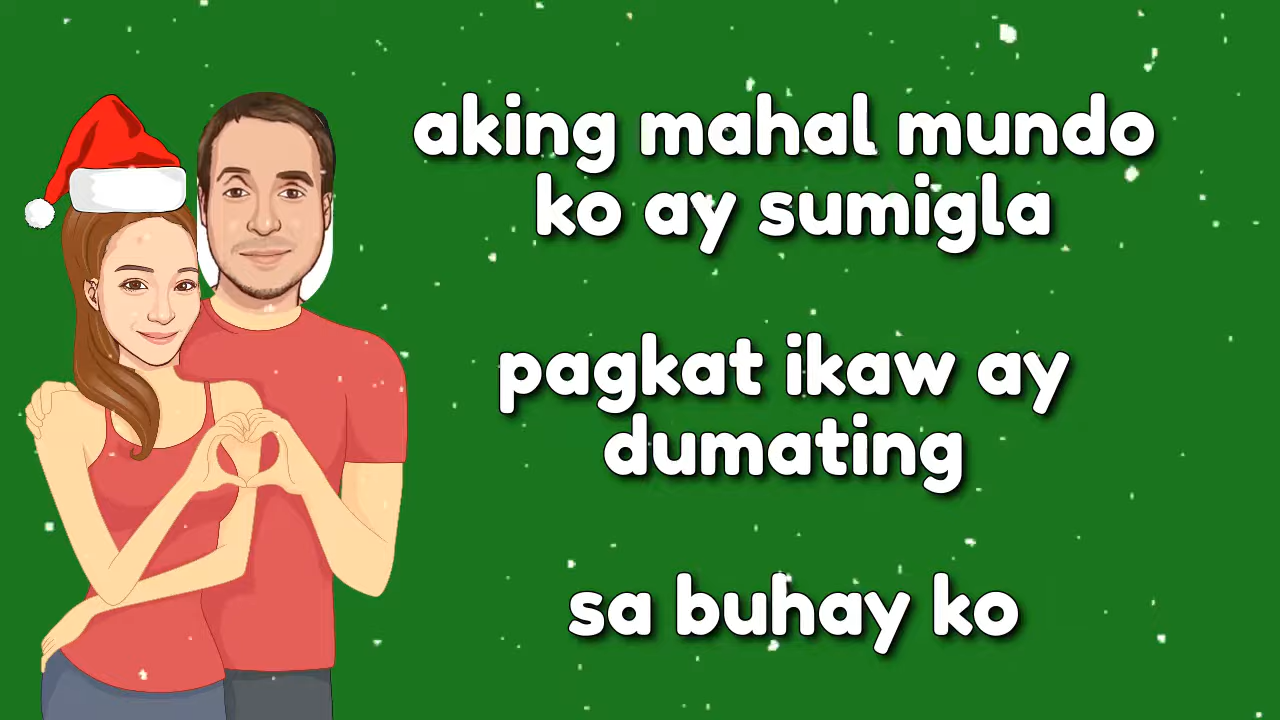 aking mahal mundo
ko ay sumigla
pagkat ikaw ay
dumating
sa buhay ko